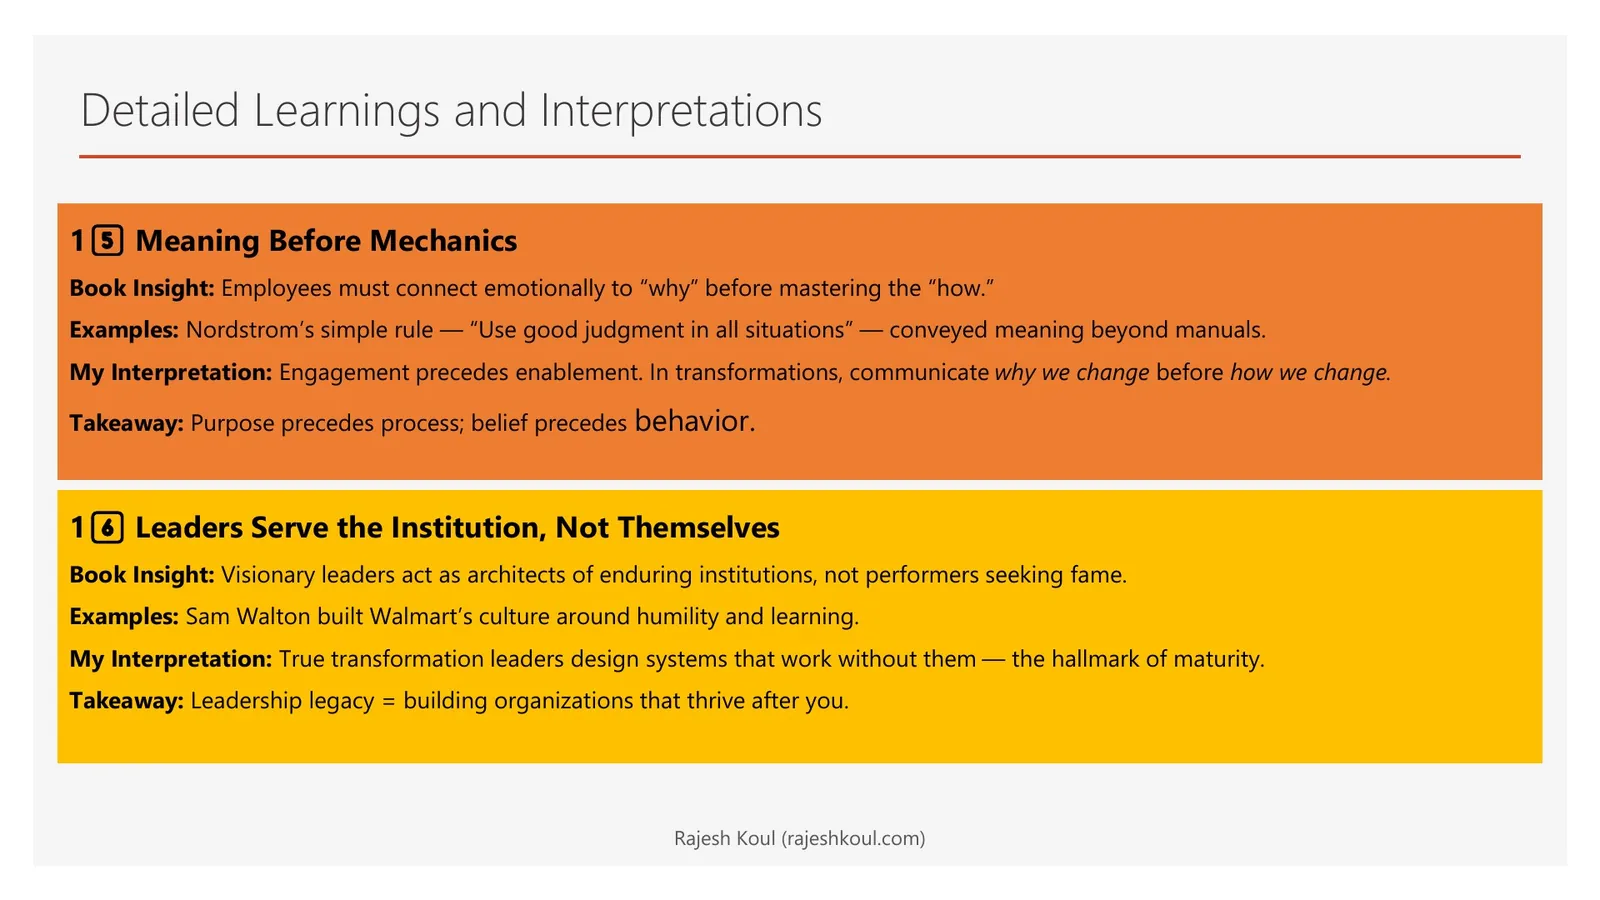 Detailed Learnings and Interpretations
1 5️⃣ Meaning Before Mechanics
Book Insight: Employees must connect emotionally to “why” before mastering the “how.”
Examples: Nordstrom’s simple rule — “Use good judgment in all situations” — conveyed meaning beyond manuals.
My Interpretation: Engagement precedes enablement. In transformations, communicate why we change before how we change.
Takeaway: Purpose precedes process; belief precedes behavior.
1 6️⃣ Leaders Serve the Institution, Not Themselves
Book Insight: Visionary leaders act as architects of enduring institutions, not performers seeking fame.
Examples: Sam Walton built Walmart’s culture around humility and learning.
My Interpretation: True transformation leaders design systems that work without them — the hallmark of maturity.
Takeaway: Leadership legacy = building organizations that thrive after you.
Rajesh Koul (rajeshkoul.com)